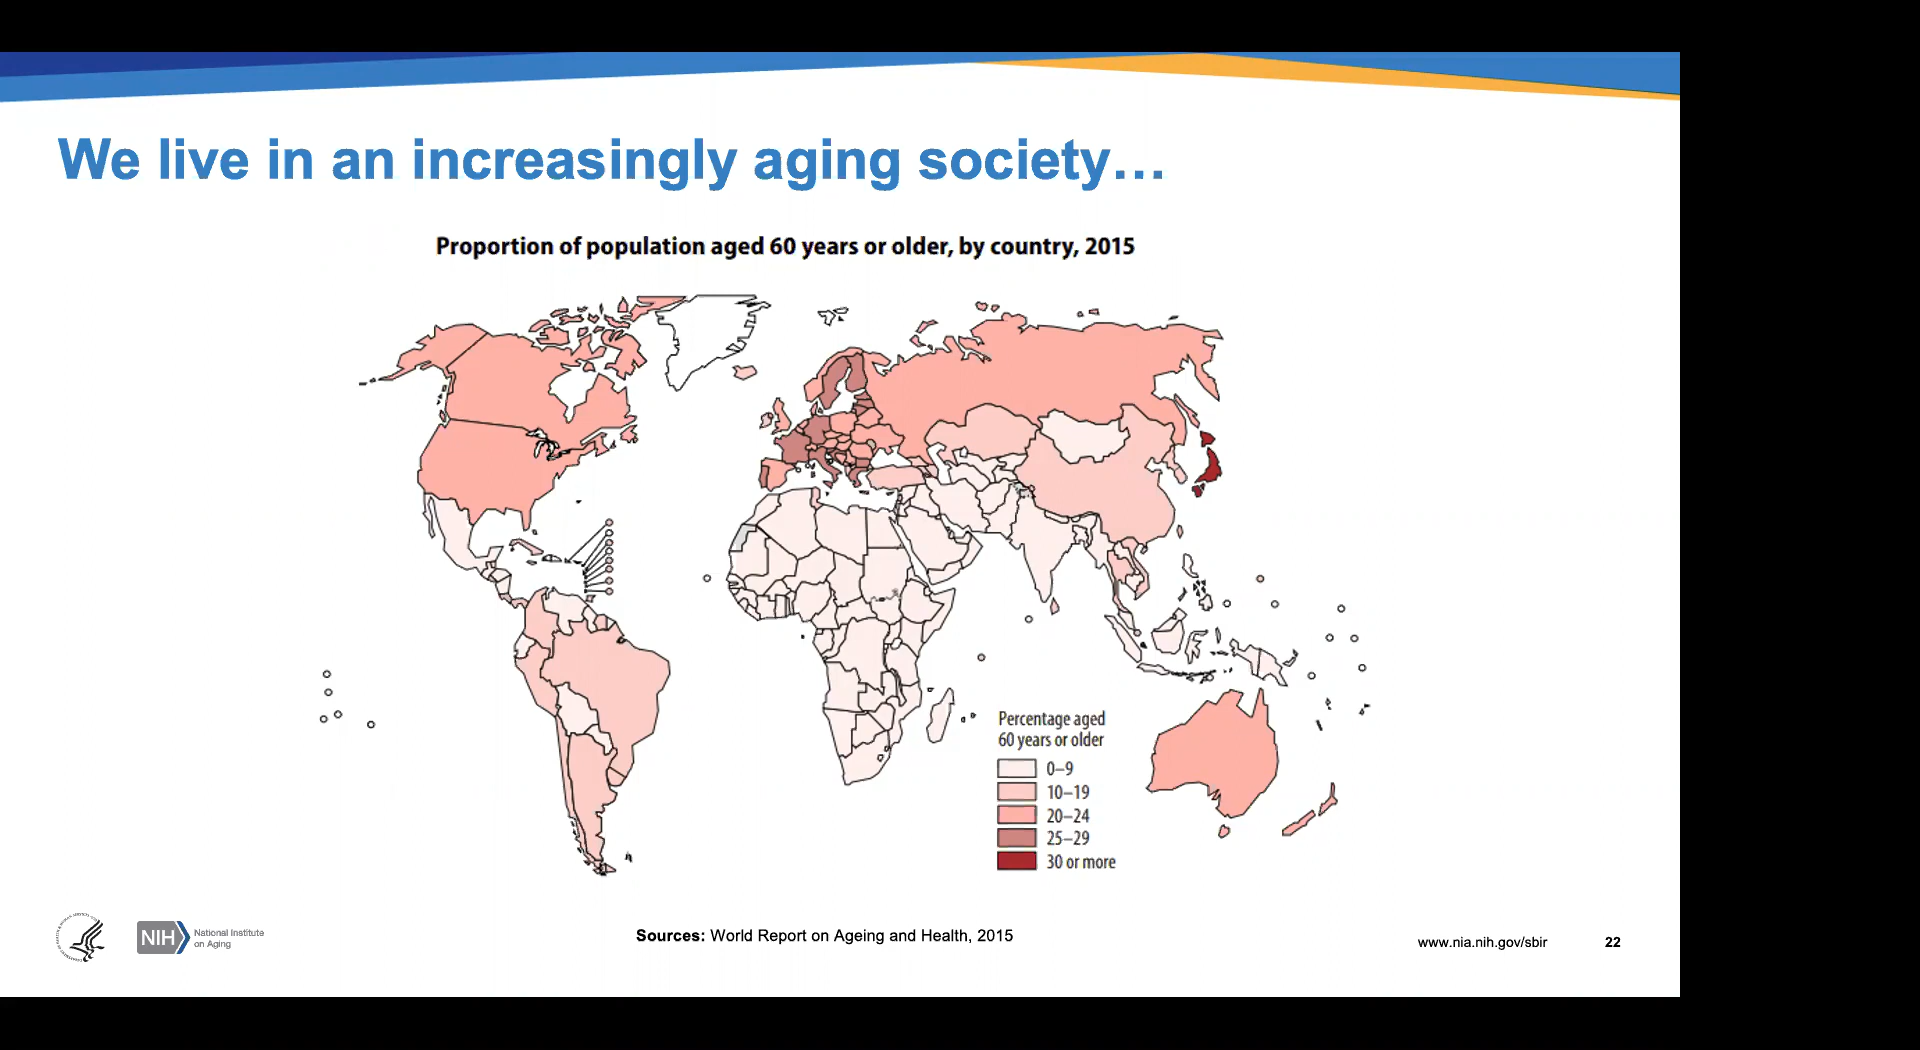 We live in an increasingly aging society...
Proportion of population aged 60 years or older, by country, 2015
Percentage aged
60 years or older
0–9
10–19
20–24
25–29
30 or more
NIH
National Institute
on Aging
Sources: World Report on Ageing and Health, 2015
www.nia.nih.gov/sbir
22